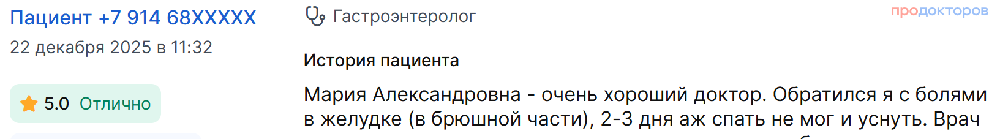 Пациент +7 914 68XXXXX
22 декабря 2025 в 11:32
5.0 Отлично
Гастроэнтеролог
продокторов
История пациента
Мария Александровна - очень хороший доктор. Обратился я с болями
в желудке (в брюшной части), 2-3 дня аж спать не мог и уснуть. Врач